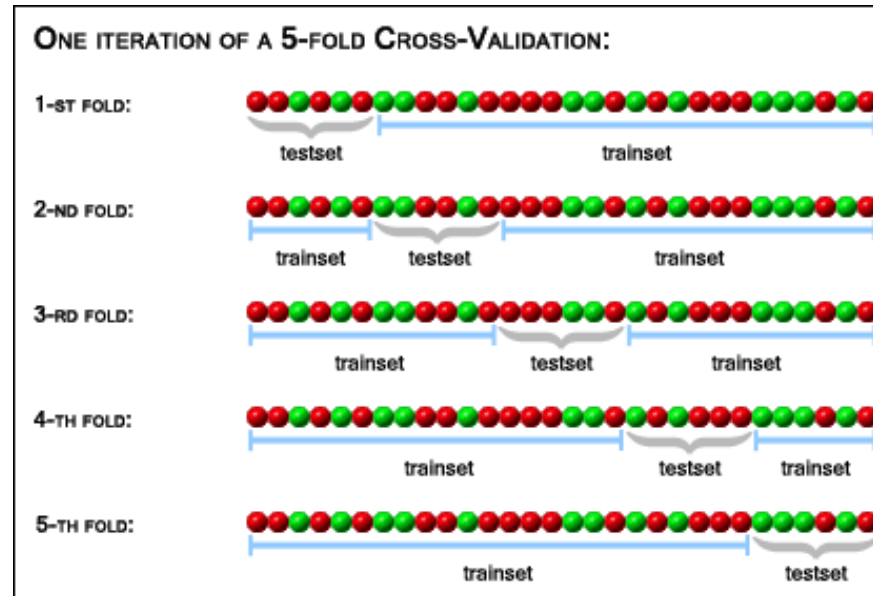 ONE ITERATION OF A 5-FOLD CROSS-VALIDATION:
1-ST FOLD:
testset trainset
2-ND FOLD:
trainset testset trainset
3-RD FOLD:
trainset testset trainset
4-TH FOLD:
trainset testset trainset
5-TH FOLD:
trainset testset